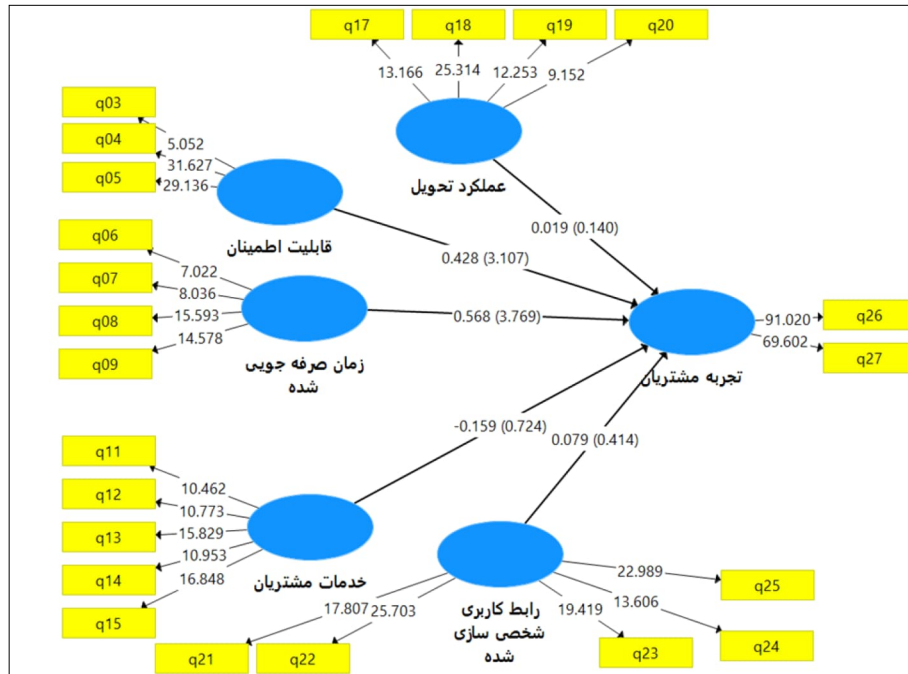 q17
q18
q19
q20
13.166
25.314
12.253
9.152
عملکرد تحویل
q03
q04
q05
5.052
31.627
29.136
قابلیت اطمینان
0.019 (0.140)
0.428 (3.107)
q06
q07
q08
q09
7.022
8.036
15.593
14.578
زمان صرفه جویی
شده
0.568 (3.769)
91.020
69.602
q26
q27
تجربه مشتریان
-0.159 (0.724)
0.079 (0.414)
q11
q12
q13
q14
q15
10.462
10.773
15.829
10.953
16.848
خدمات مشتریان
رابط کاربری
شخصی سازی
شده
17.807
25.703
19.419
13.606
22.989
q21
q22
q23
q24
q25